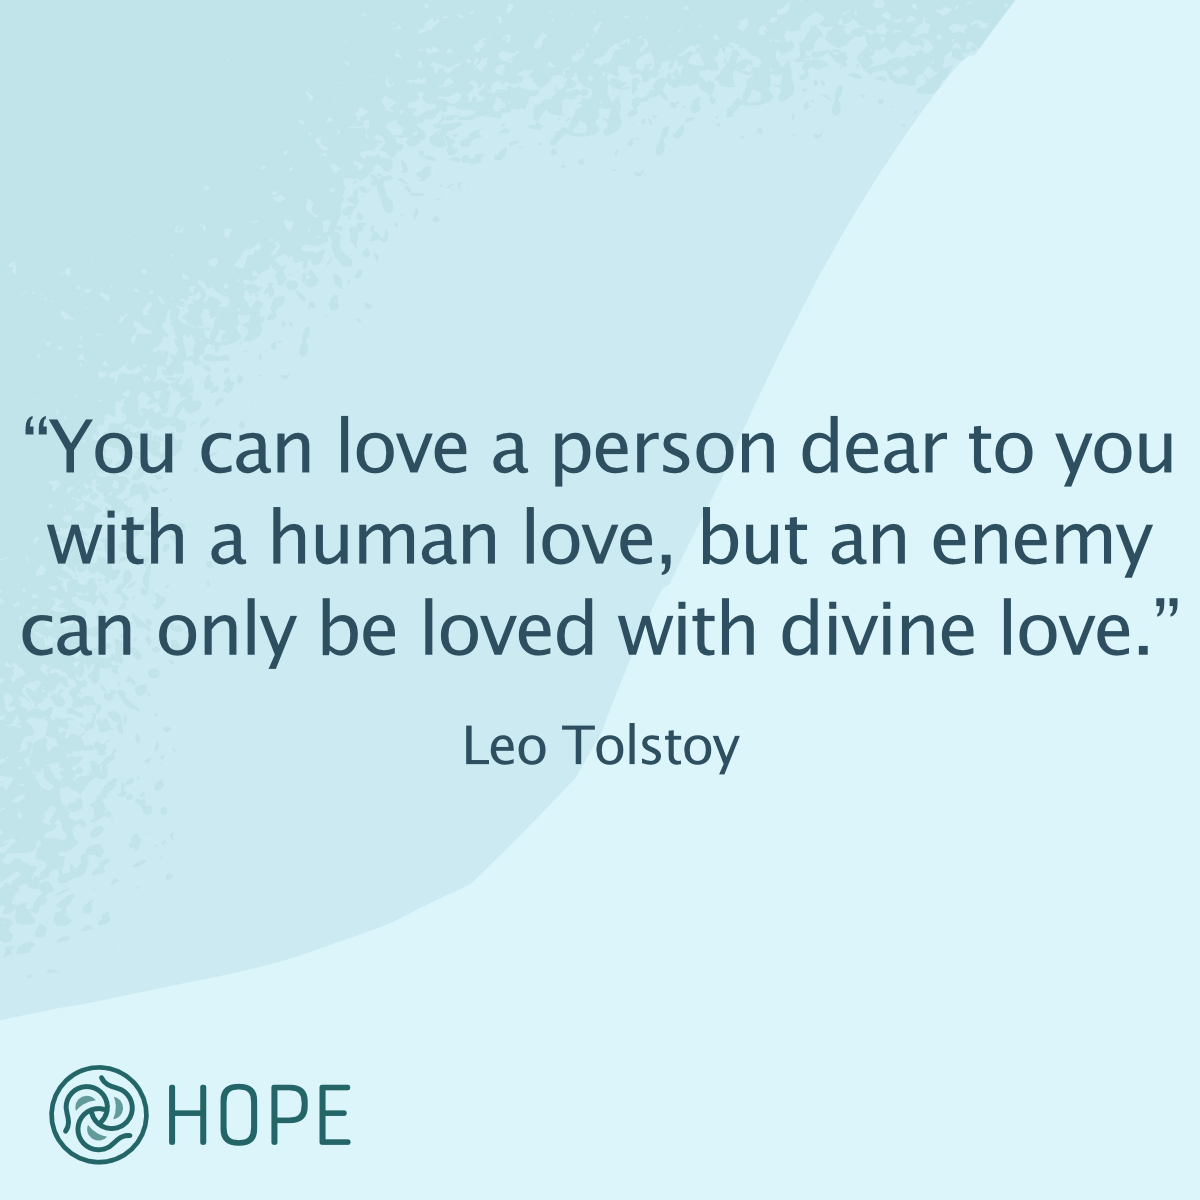 “You can love a person dear to you
with a human love, but an enemy
can only be loved with divine love.”
Leo Tolstoy
HOPE